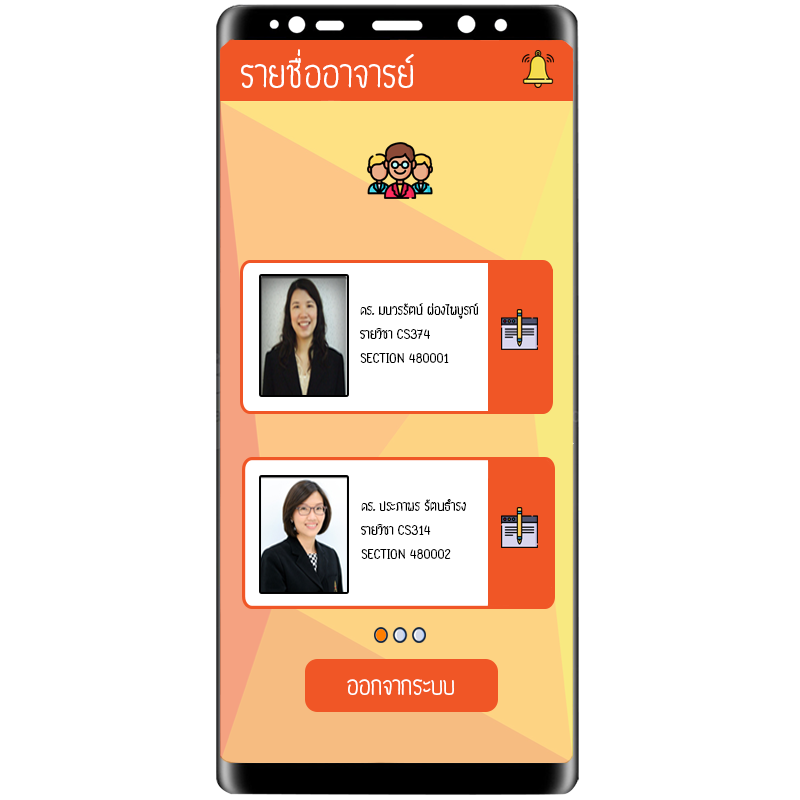 รายชื่ออาจารย์
ดร. มนวรรัตน์ ผ่องไพบูรณ์
รายวิชา CS374
SECTION 480001
ดร. ประภาพร รัตนธำรง
รายวิชา CS314
SECTION 480002
ออกจากระบบ